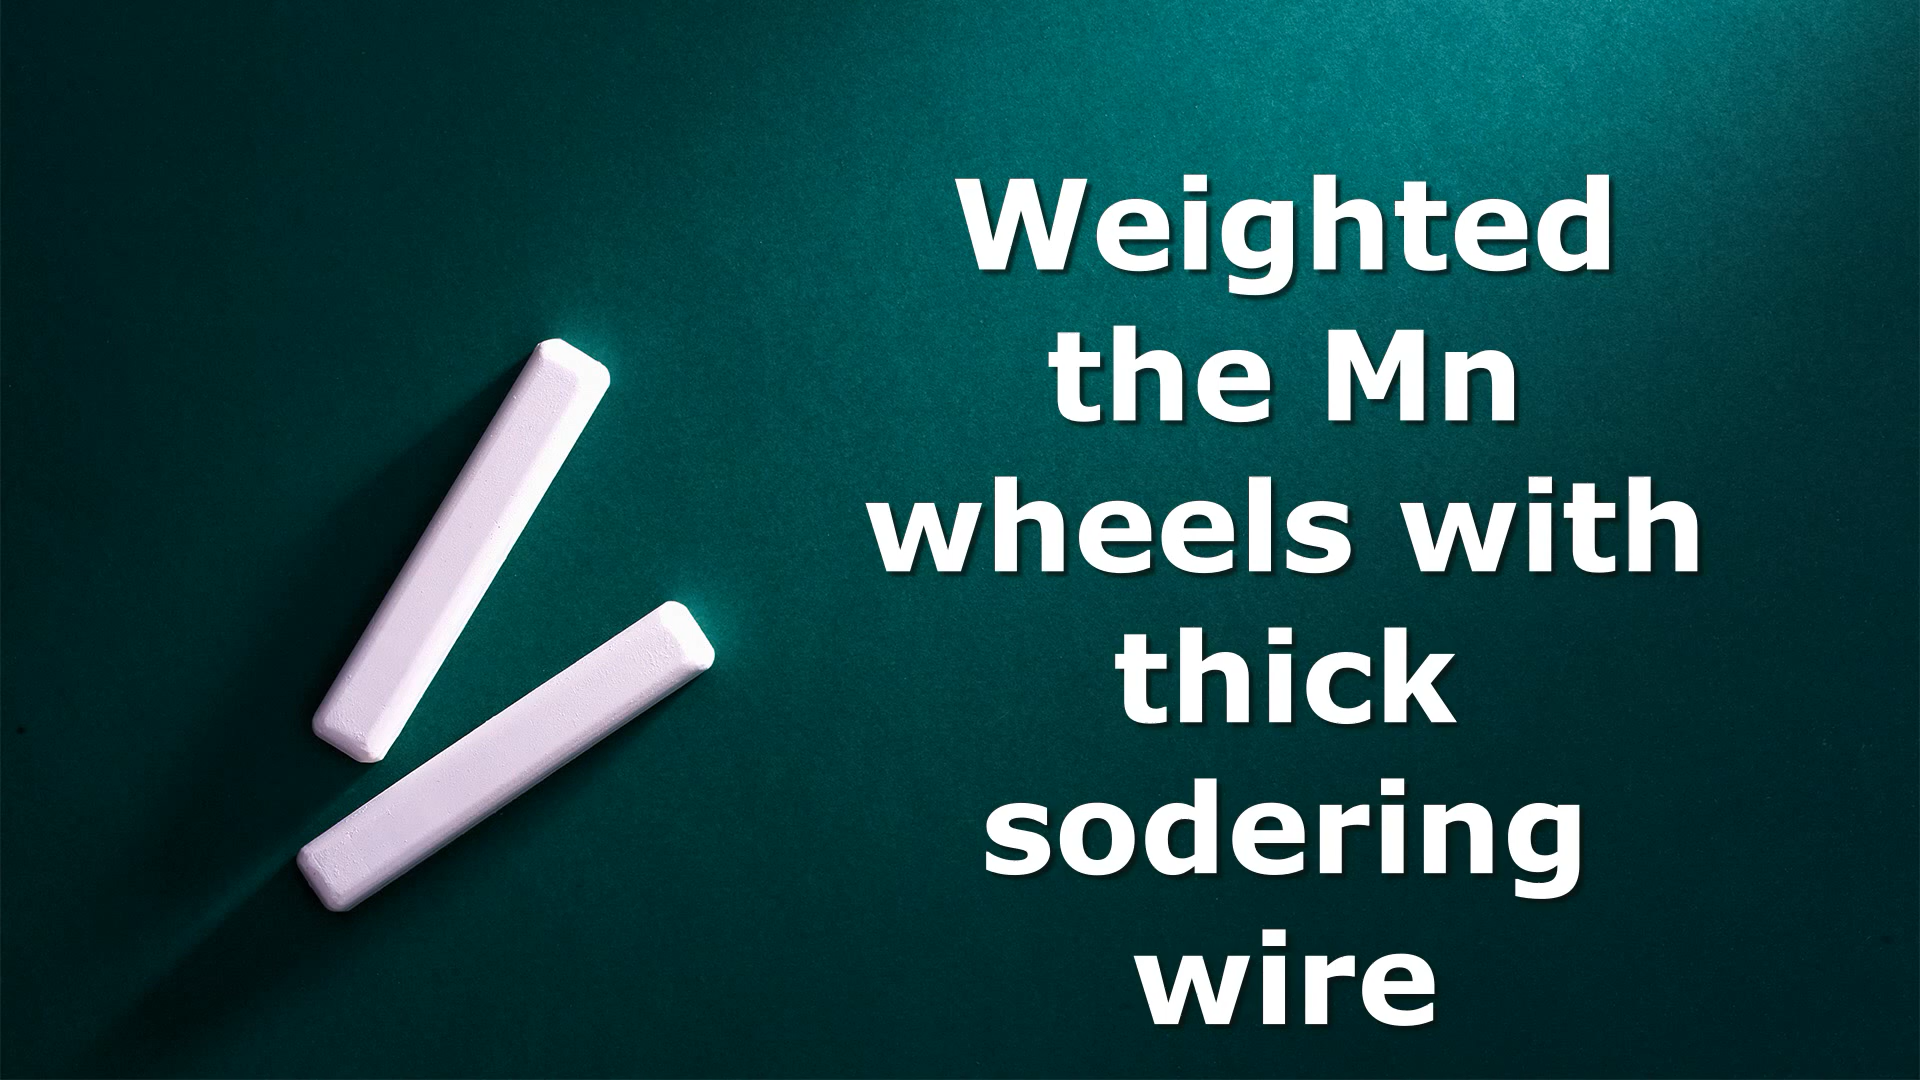 Weighted
the Mn
wheels with
thick
sodering
wire